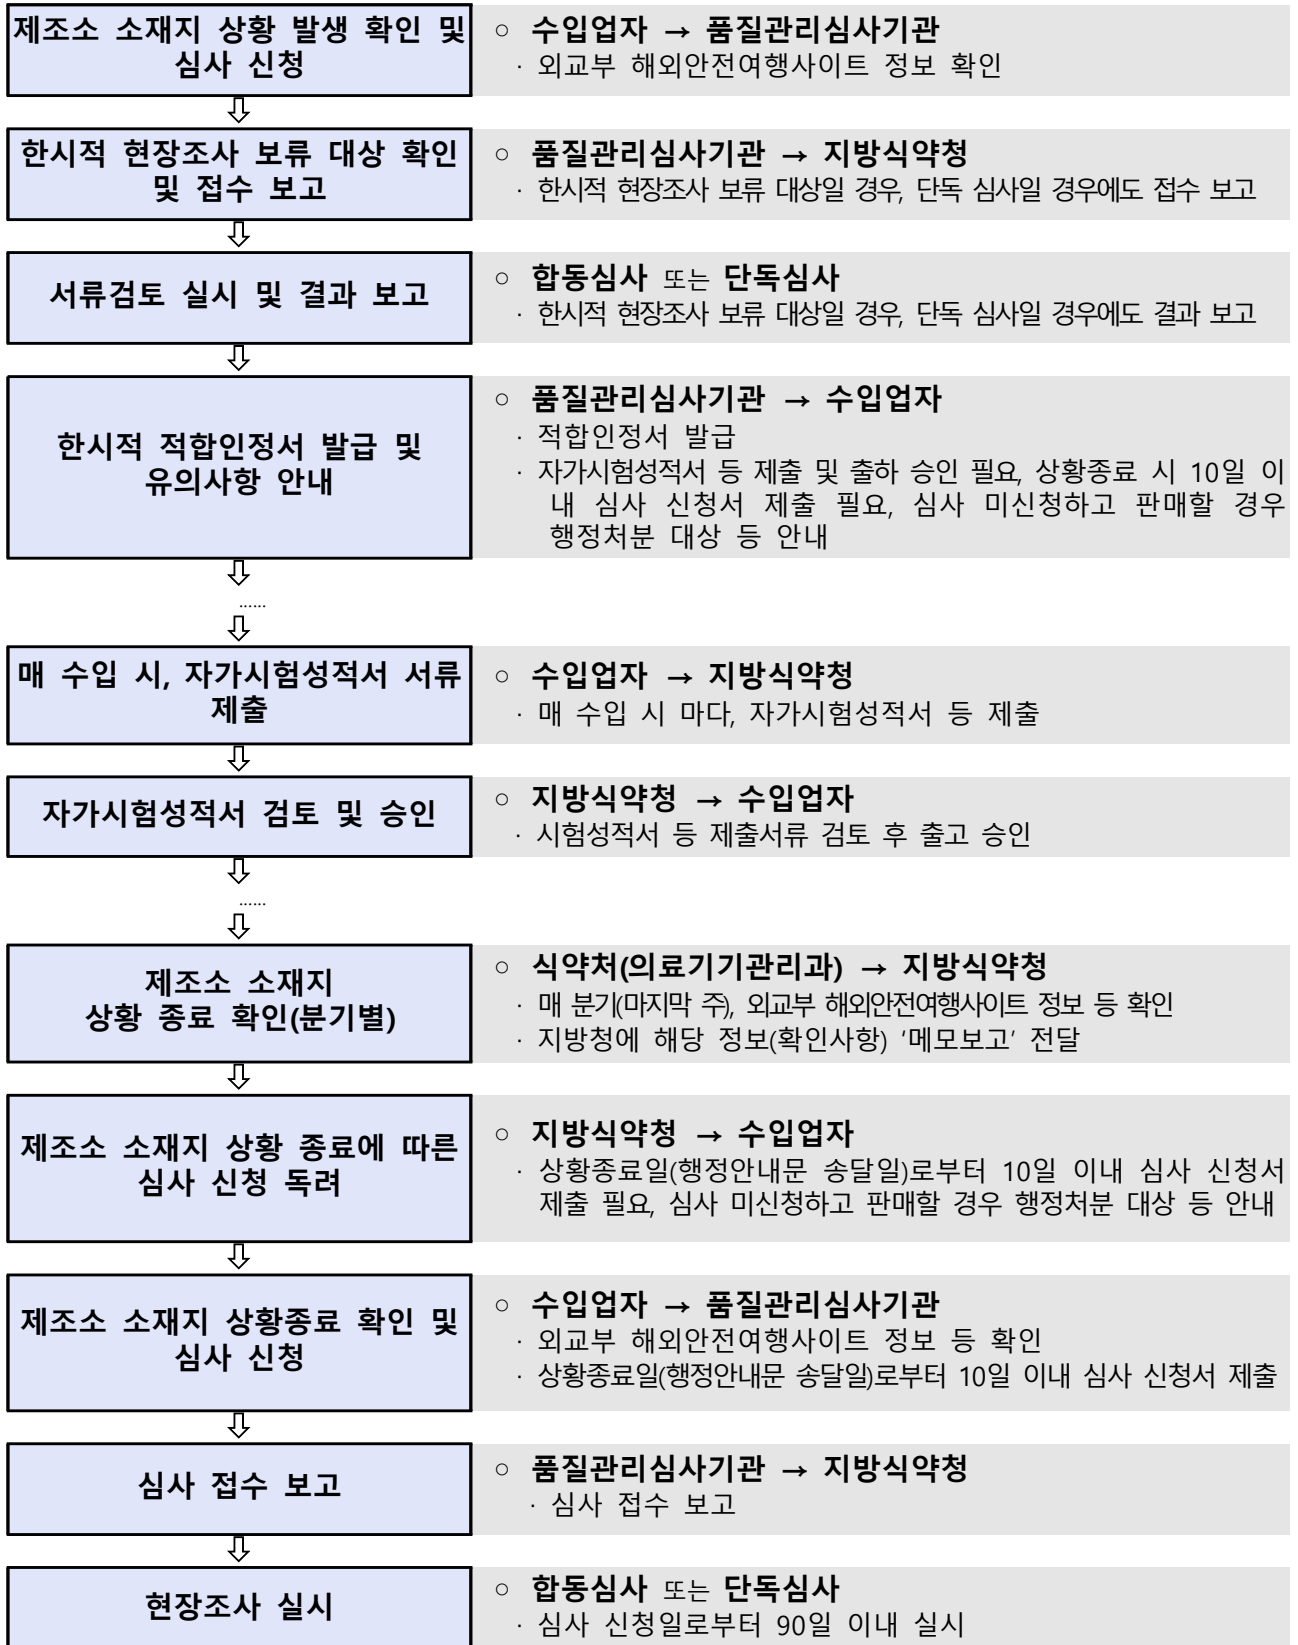 제조소 소재지 상황 발생 확인 및
심사 신청
○ 수입업자 → 품질관리심사기관
· 외교부 해외안전여행사이트 정보 확인
한시적 현장조사 보류 대상 확인
및 접수 보고
○ 품질관리심사기관 → 지방식약청
· 한시적 현장조사 보류 대상일 경우, 단독 심사일 경우에도 접수 보고
서류검토 실시 및 결과 보고
○ 합동심사 또는 단독심사
· 한시적 현장조사 보류 대상일 경우, 단독 심사일 경우에도 결과 보고
한시적 적합인정서 발급 및
유의사항 안내
○ 품질관리심사기관 → 수입업자
· 적합인정서 발급
· 자가시험성적서 등 제출 및 출하 승인 필요, 상황종료 시 10일 이
내 심사 신청서 제출 필요, 심사 미신청하고 판매할 경우
행정처분 대상 등 안내
......
매 수입 시, 자가시험성적서 서류
제출
○ 수입업자 → 지방식약청
· 매 수입 시 마다, 자가시험성적서 등 제출
자가시험성적서 검토 및 승인
○ 지방식약청 → 수입업자
· 시험성적서 등 제출서류 검토 후 출고 승인
......
제조소 소재지
상황 종료 확인(분기별)
○ 식약처(의료기기관리과) → 지방식약청
· 매 분기(마지막 주), 외교부 해외안전여행사이트 정보 등 확인
· 지방청에 해당 정보(확인사항) ‘메모보고’ 전달
제조소 소재지 상황 종료에 따른
심사 신청 독려
○ 지방식약청 → 수입업자
· 상황종료일(행정안내문 송달일)로부터 10일 이내 심사 신청서
제출 필요, 심사 미신청하고 판매할 경우 행정처분 대상 등 안내
제조소 소재지 상황종료 확인 및
심사 신청
○ 수입업자 → 품질관리심사기관
· 외교부 해외안전여행사이트 정보 등 확인
· 상황종료일(행정안내문 송달일)로부터 10일 이내 심사 신청서 제출
심사 접수 보고
○ 품질관리심사기관 → 지방식약청
· 심사 접수 보고
현장조사 실시
○ 합동심사 또는 단독심사
· 심사 신청일로부터 90일 이내 실시